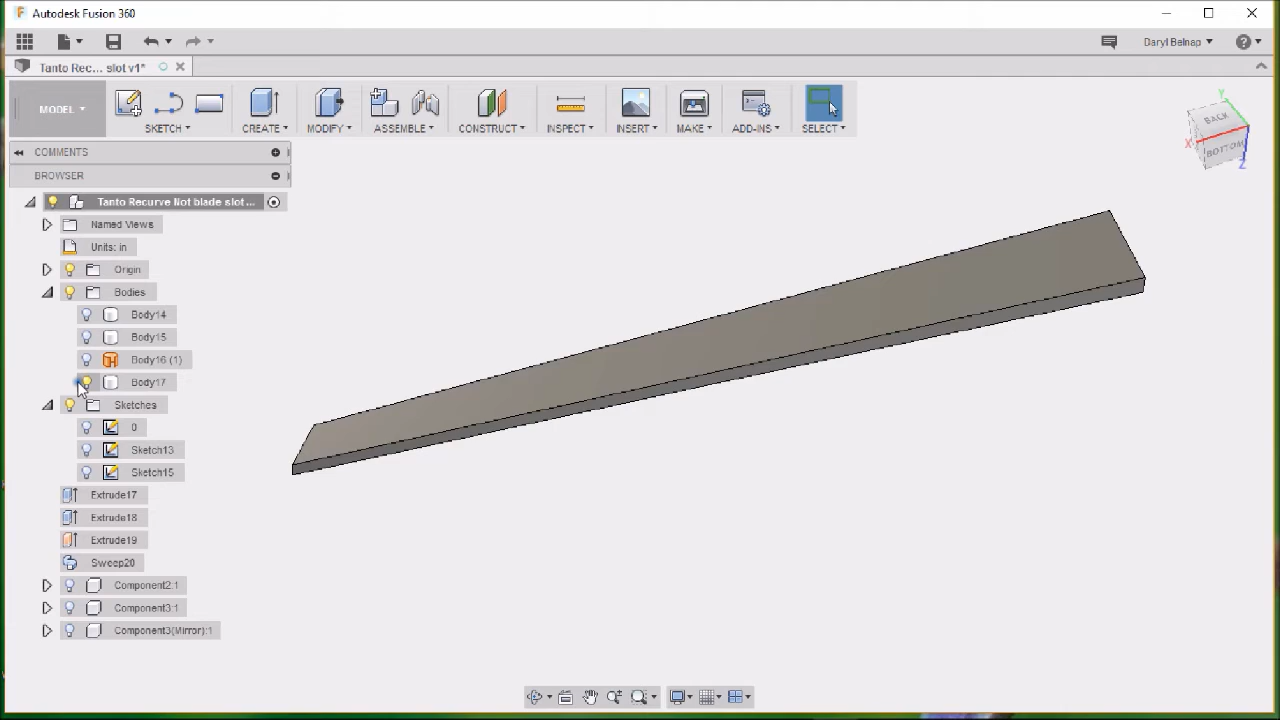 Autodesk Fusion 360
Daryl Belnap
Tanto Rec... slot v1*
MODEL
SKETCH
CREATE
MODIFY
ASSEMBLE
CONSTRUCT
INSPECT
INSERT
MAKE
ADD-INS
SELECT
COMMENTS
BROWSER
Tanto Recurve Not blade slot ...
Named Views
Units: in
Origin
Bodies
Body14
Body15
Body16 (1)
Body17
Sketches
0
Sketch13
Sketch15
Extrude17
Extrude18
Extrude19
Sweep20
Component2:1
Component3:1
Component3(Mirror):1
Y
BACK
X
BOTTOM
Z